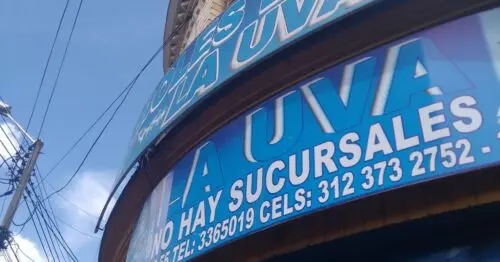 LA UVA
LA UVA
NO HAY SUCURSALES
TEL: 3365019 CELS: 312 373 2752 -